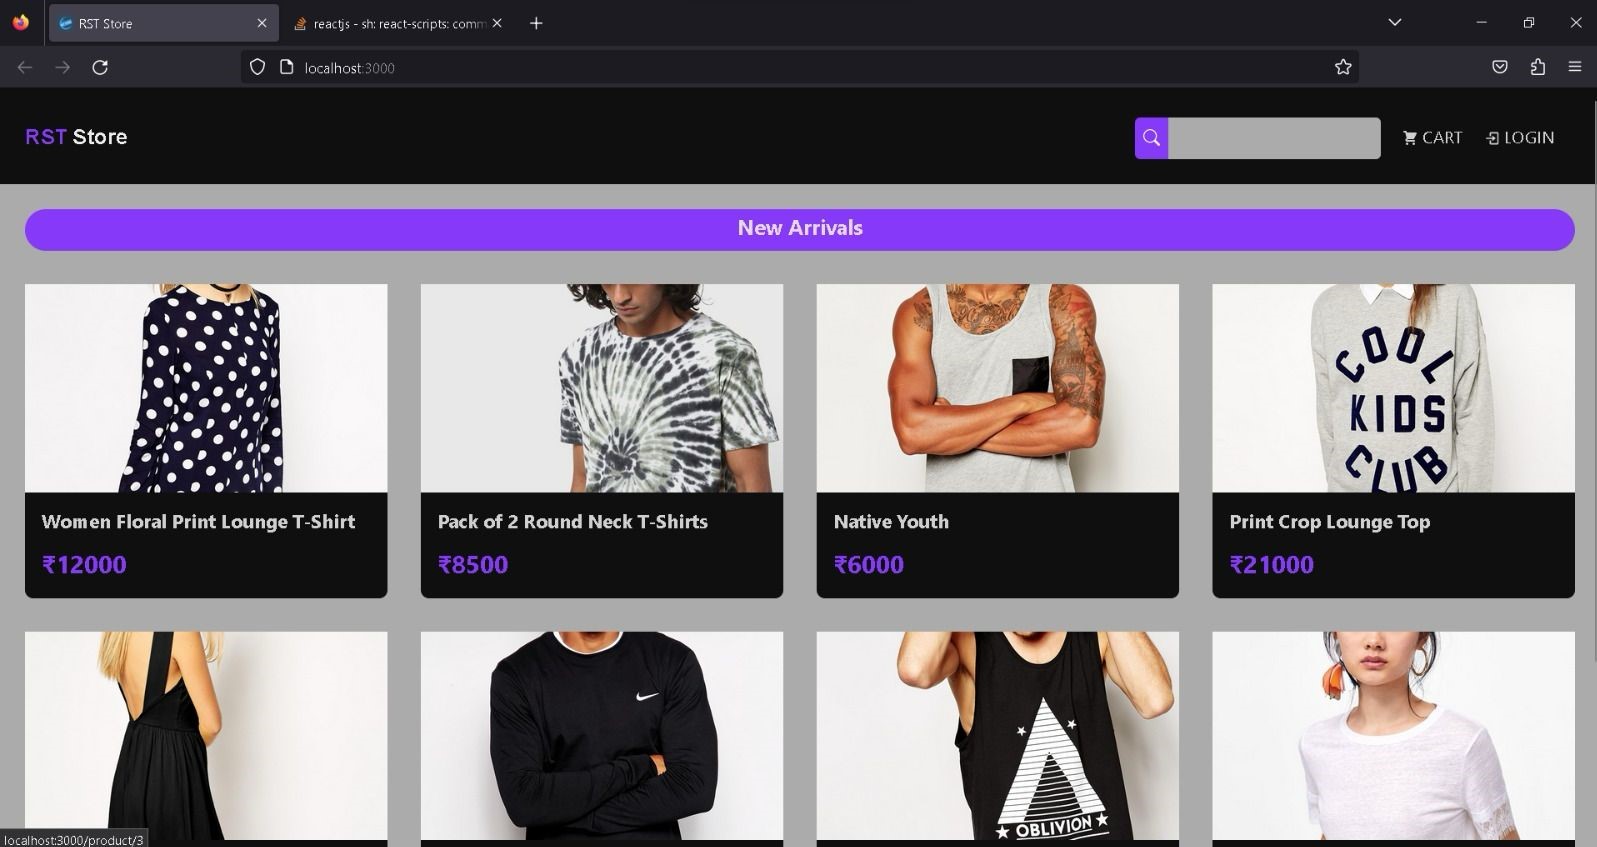 RST Store
reactjs - sh: react-scripts: comm
localhost:3000
RST Store
CART
LOGIN
New Arrivals
COOL
KIDS
CLUB
Women Floral Print Lounge T-Shirt
Pack of 2 Round Neck T-Shirts
Native Youth
Print Crop Lounge Top
₹12000
₹8500
₹6000
₹21000
OBLIVION
localhost:3000/product/3